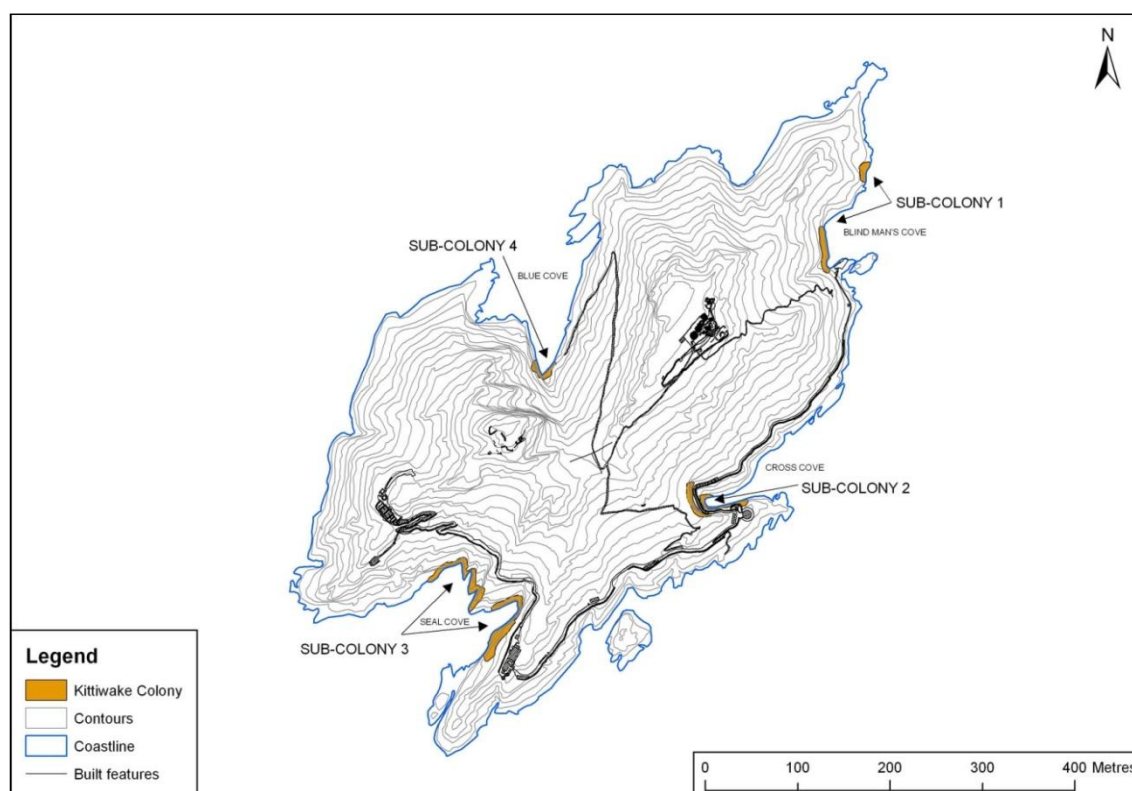 N
SUB-COLONY 1
BLIND MAN'S COVE
SUB-COLONY 4
BLUE COVE
CROSS COVE
SUB-COLONY 2
SEAL COVE
SUB-COLONY 3
Legend
Kittiwake Colony
Contours
Coastline
Built features
0 100 200 300 400 Metres